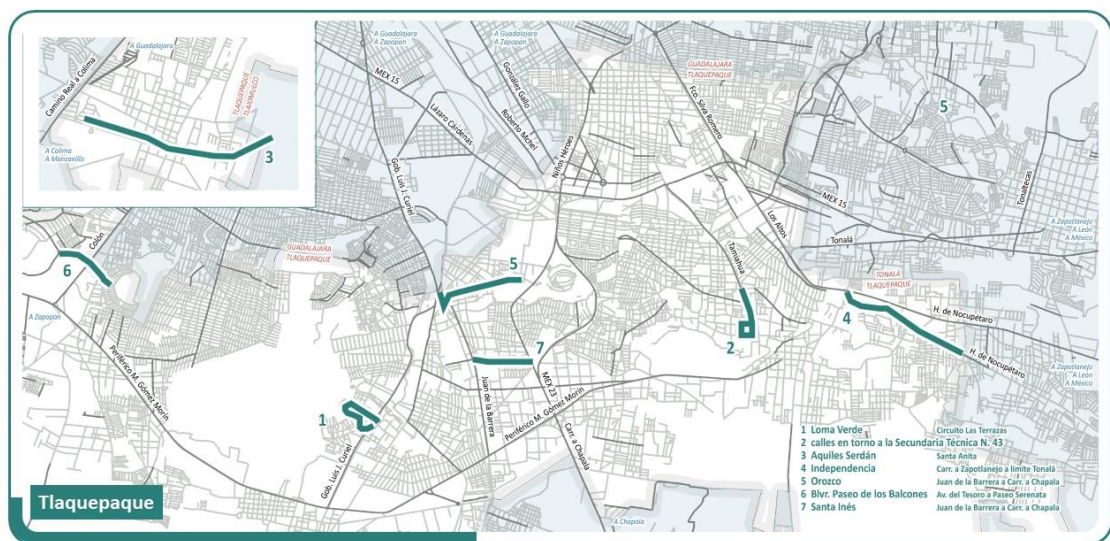 A Guadalajara
A Zapopan
Camino Real a Colima
TLAQUEPAQUE
TLAJOMULCO
A Colima
A Manzanillo
3
A Guadalajara
A Zapopan
A Guadalajara
A Zapopan
MEX 15
Lázaro Cárdenas
González Gallo
Roberto Mchel
Niños Héroes
GUADALAJARA
TLAQUEPAQUE
Fco. Silva Romero
5
Tonaltecas
MEX 15
Gob. Luis J. Curiel
Los Altos
Tonalá
A Zapotlanejo
A León
A México
Colón
6
GUADALAJARA
TLAQUEPAQUE
5
Tamiahua
TONALÁ
TLAQUEPAQUE
A Zapopan
4
H. de Nocupétaro
2
7
H. de Nocupétaro
A Zapotlanejo
A León
A México
Periférico M. Gómez Morín
Juan de la Barrera
MEX 23
Periférico M. Gómez Morín
Carr. a Chapala
1
Gob. Luis J. Curiel
A Chapala
1 Loma Verde Circuito Las Terrazas
2 calles en torno a la Secundaria Técnica N. 43
3 Aquiles Serdán Santa Anita
4 Independencia Carr. a Zapotlanejo a límite Tonalá
5 Orozco Juan de la Barrera a Carr. a Chapala
6 Blvr. Paseo de los Balcones Av. del Tesoro a Paseo Serenata
7 Santa Inés Juan de la Barrera a Carr. a Chapala
Tlaquepaque